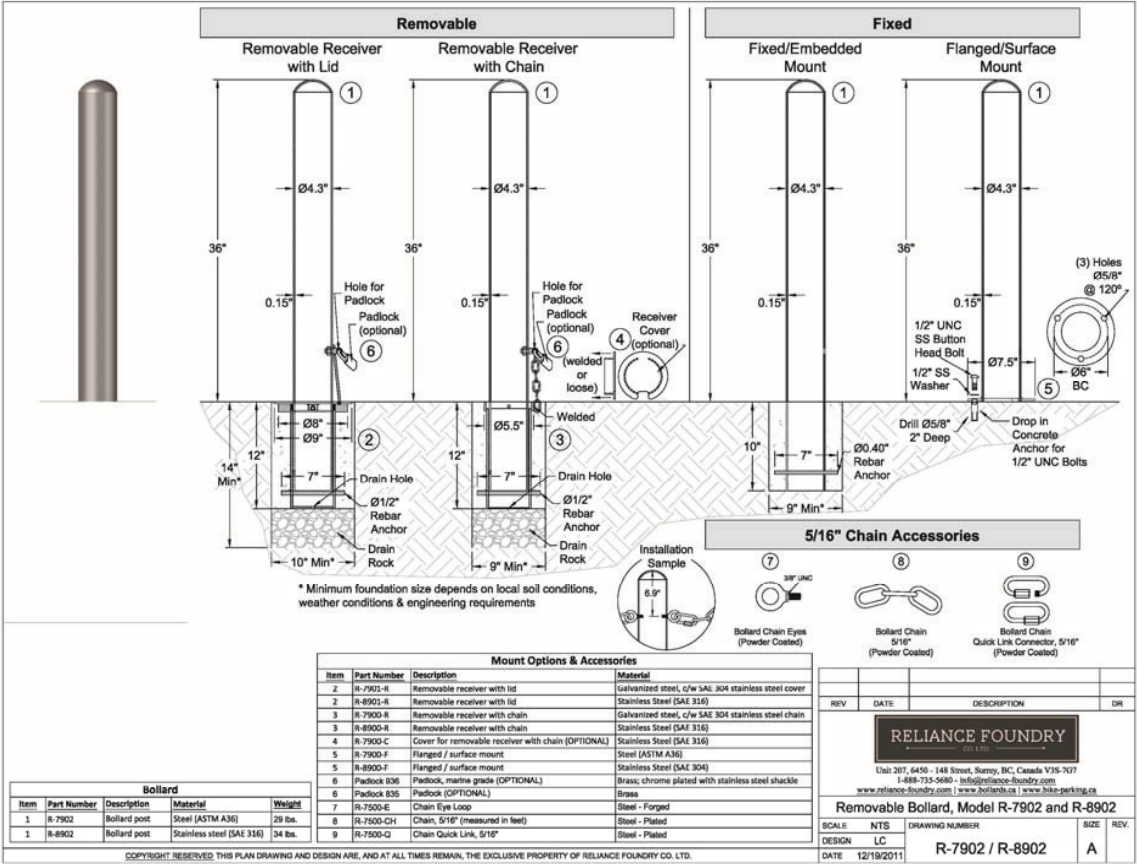 Removable
Fixed
Removable Receiver
with Lid
Removable Receiver
with Chain
Fixed/Embedded
Mount
Flanged/Surface
Mount
1
1
1
1
Ø4.3"
Ø4.3"
Ø4.3"
Ø4.3"
36"
36"
36"
36"
0.15"
0.15"
0.15"
0.15"
Hole for
Padlock
Padlock
(optional)
6
Hole for
Padlock
Padlock
(optional)
6
(welded
or
loose)
4
Receiver
Cover
(optional)
Welded
(3) Holes
Ø5/8"
@ 120°
1/2" UNC
SS Button
Head Bolt
1/2" SS
Washer
Ø7.5"
Ø6"
BC
5
Drill Ø5/8"
2" Deep
Drop in
Concrete
Anchor for
1/2" UNC Bolts
Ø8"
Ø9"
2
14"
Min*
12"
7"
Drain Hole
Ø1/2"
Rebar
Anchor
Drain
Rock
10" Min*
Ø5.5"
3
12"
7"
Drain Hole
Ø1/2"
Rebar
Anchor
Drain
Rock
9" Min*
10"
7"
Ø0.40"
Rebar
Anchor
9" Min*
* Minimum foundation size depends on local soil conditions,
weather conditions & engineering requirements
Installation
Sample
6.9"
5/16" Chain Accessories
7
8
9
3/8" UNC
Bollard Chain Eyes
(Powder Coated)
Bollard Chain
5/16"
(Powder Coated)
Bollard Chain
Quick Link Connector, 5/16"
(Powder Coated)
Mount Options & Accessories
Item Part Number Description Material
2 R-7901-R Removable receiver with lid Galvanized steel, c/w SAE 304 stainless steel cover
2 R-8901-R Removable receiver with lid Stainless Steel (SAE 316)
3 R-7900-R Removable receiver with chain Galvanized steel, c/w SAE 304 stainless steel chain
3 R-8900-R Removable receiver with chain Stainless Steel (SAE 316)
4 R-7900-C Cover for removable receiver with chain (OPTIONAL) Stainless Steel (SAE 316)
5 R-7900-F Flanged / surface mount Steel (ASTM A36)
5 R-8900-F Flanged / surface mount Stainless Steel (SAE 304)
6 Padlock 936 Padlock, marine grade (OPTIONAL) Brass; chrome plated with stainless steel shackle
6 Padlock 835 Padlock (OPTIONAL) Brass
7 R-7500-E Chain Eye Loop Steel - Forged
8 R-7500-CH Chain, 5/16" (measured in feet) Steel - Plated
9 R-7500-Q Chain Quick Link, 5/16" Steel - Plated
Bollard
Item Part Number Description Material Weight
1 R-7902 Bollard post Steel (ASTM A36) 29 lbs.
1 R-8902 Bollard post Stainless steel (SAE 316) 34 lbs.
REV DATE DESCRIPTION DR
RELIANCE FOUNDRY
CO. LTD.
Unit 207, 6450 - 148 Street, Surrey, BC, Canada V3S-7G7
1-888-735-5680 - info@reliance-foundry.com
www.reliance-foundry.com | www.bollards.ca | www.bike-parking.ca
Removable Bollard, Model R-7902 and R-8902
SCALE NTS DRAWING NUMBER SIZE REV.
DESIGN LC R-7902 / R-8902 A
DATE 12/19/2011
COPYRIGHT RESERVED THIS PLAN DRAWING AND DESIGN ARE, AND AT ALL TIMES REMAIN, THE EXCLUSIVE PROPERTY OF RELIANCE FOUNDRY CO. LTD.